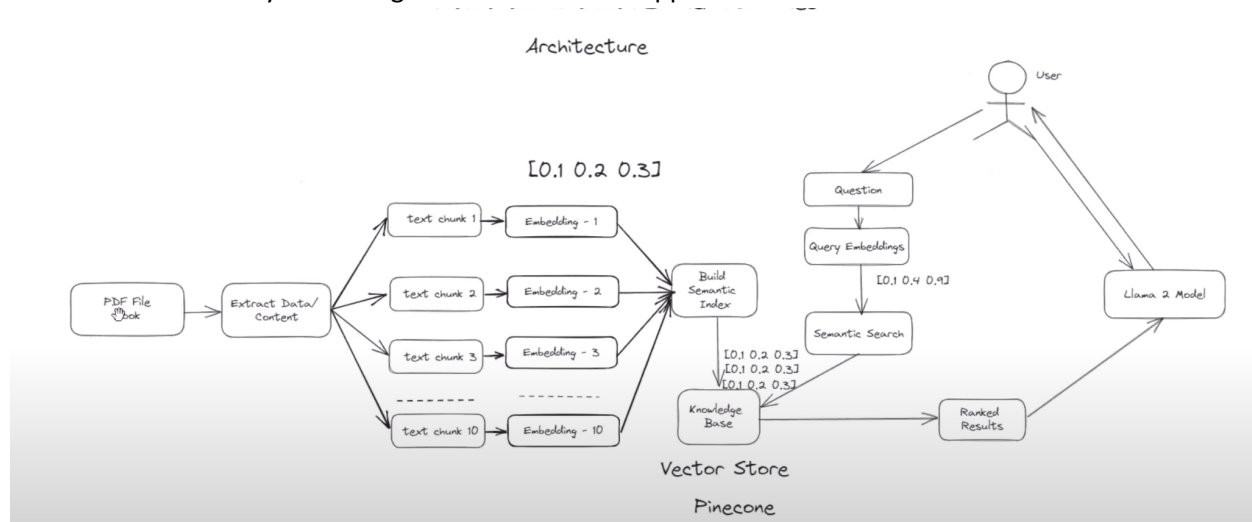 Architecture
User
[0.1 0.2 0.3]
Question
text chunk 1
Embedding - 1
Query Embeddings
Build
Semantic
Index
[0.1 0.4 0.9]
PDF File
ook
Extract Data/
Content
text chunk 2
Embedding - 2
Llama 2 Model
Semantic Search
text chunk 3
Embedding - 3
[0.1 0.2 0.3]
[0.1 0.2 0.3]
[0.1 0.2 0.3]
text chunk 10
Embedding - 10
Knowledge
Base
Ranked
Results
Vector Store
Pinecone